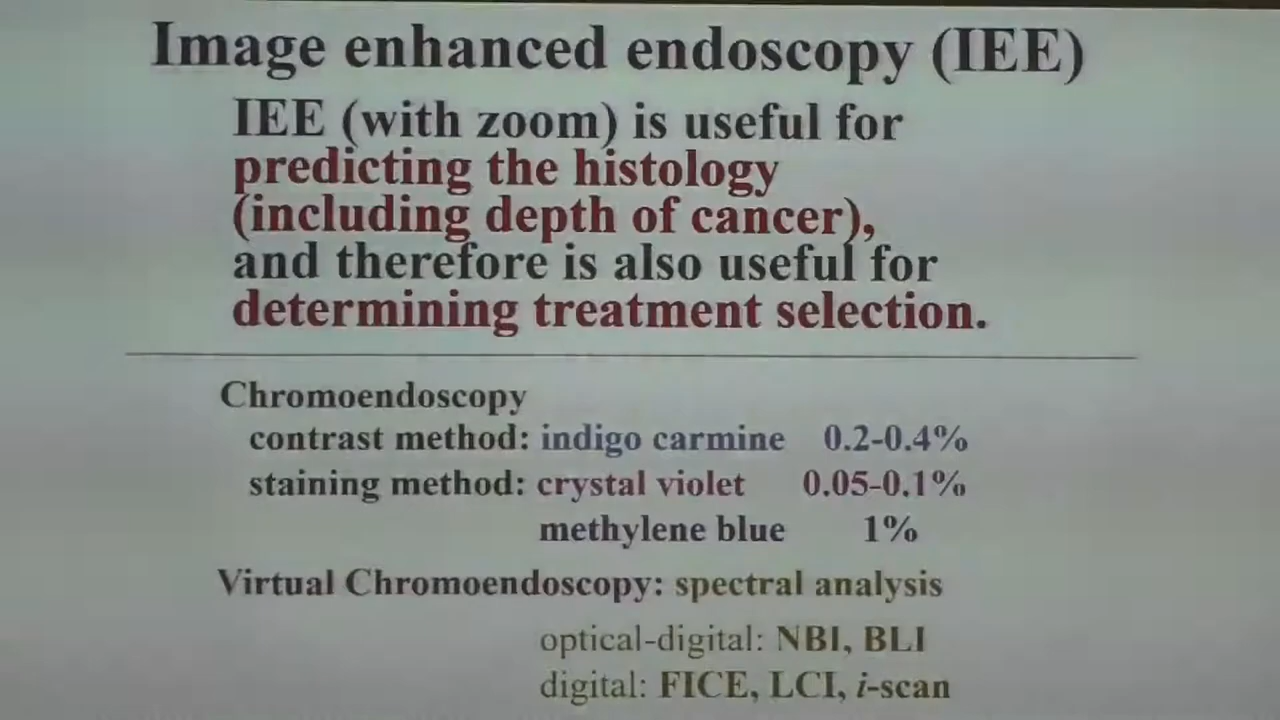 Image enhanced endoscopy (IEE)
IEE (with zoom) is useful for
predicting the histology
(including depth of cancer),
and therefore is also useful for
determining treatment selection.
Chromoendoscopy
contrast method: indigo carmine 0.2-0.4%
staining method: crystal violet 0.05-0.1%
methylene blue 1%
Virtual Chromoendoscopy: spectral analysis
optical-digital: NBI, BLI
digital: FICE, LCI, i-scan